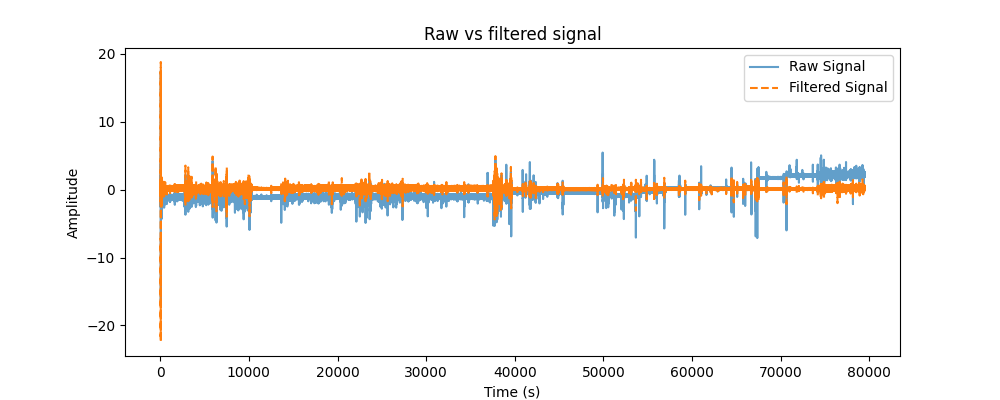 Raw vs filtered signal
Raw Signal
Filtered Signal
Amplitude
20
10
0
−10
−20
0 10000 20000 30000 40000 50000 60000 70000 80000
Time (s)